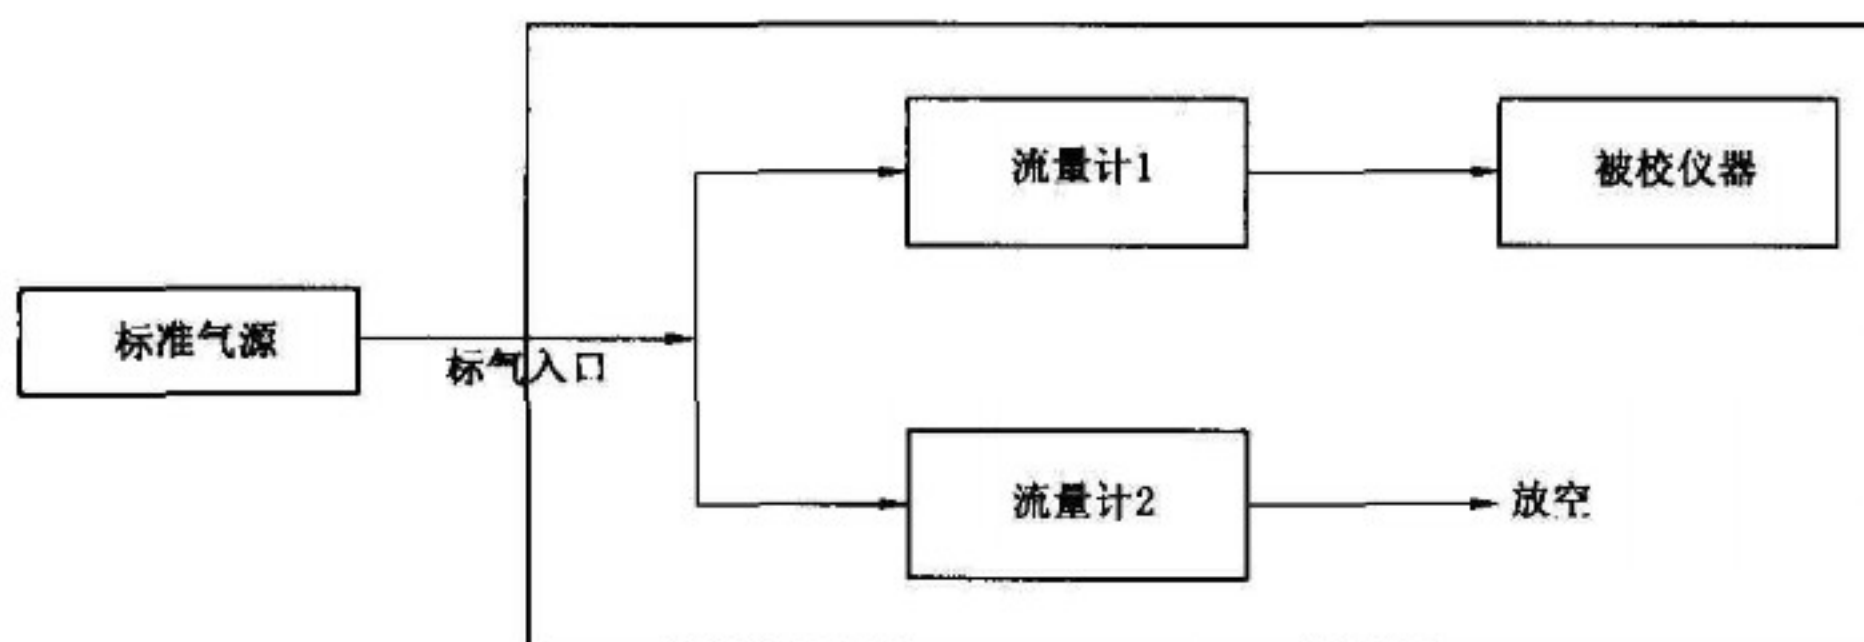 流量计1
被校仪器
标准气源
标气入口
流量计2
放空